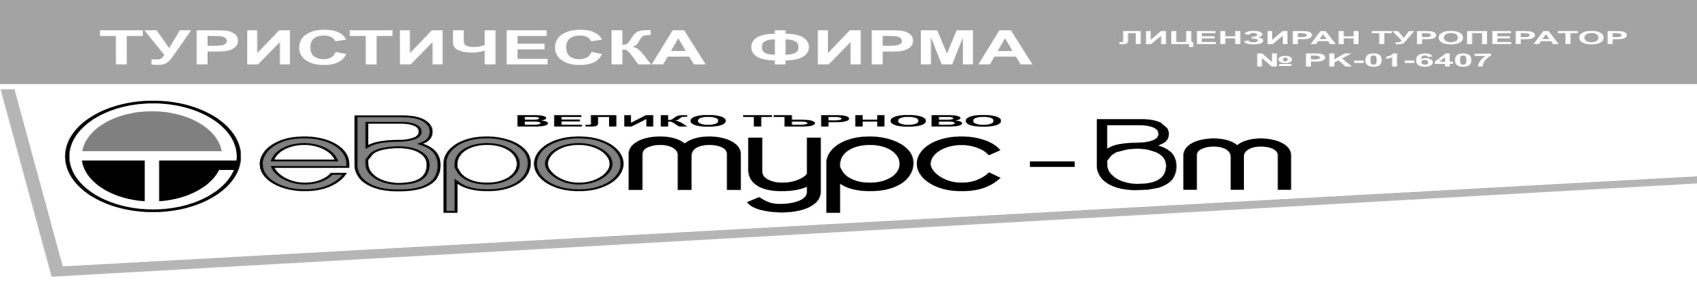 ТУРИСТИЧЕСКА ФИРМА
ЛИЦЕНЗИРАН ТУРОПЕРАТОР
№ РК-01-6407
ВЕЛИКО ТЪРНОВО
евротурс - вт